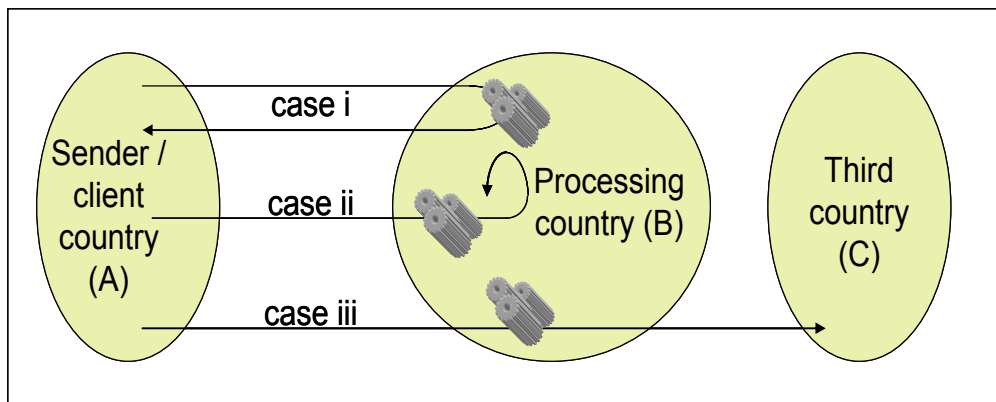 case i
Sender /
client
country
(A)
case ii
case iii
Processing
country (B)
Third
country
(C)